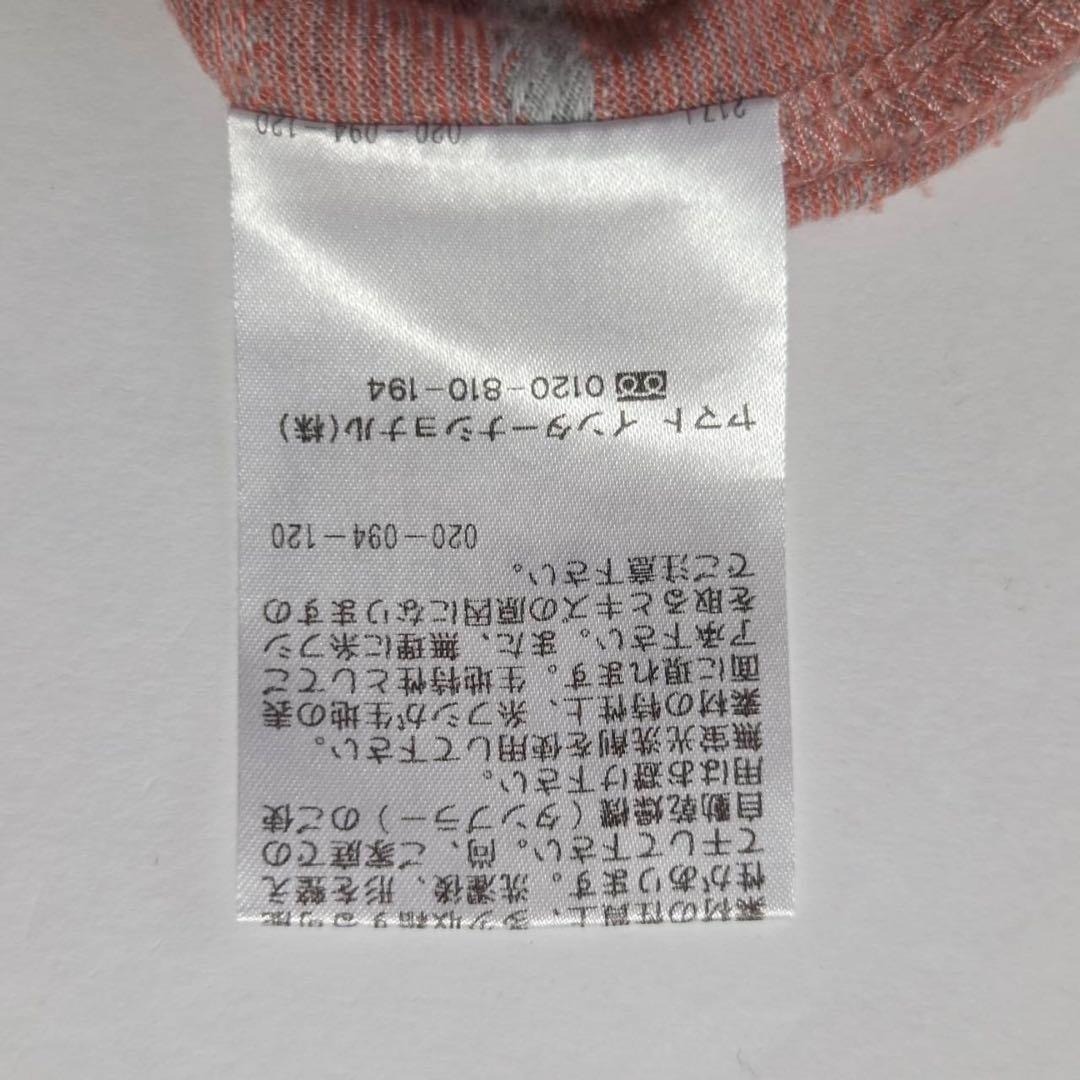 素材の性質上、多少収縮する可能
性があります。洗濯後、形を整え
て干して下さい。尚、ご家庭での
自動乾燥機（タンブラー）のご使
用はお避け下さい。
無蛍光洗剤を使用して下さい。
素材の特性上、糸フシが生地の表
面に現れます。生地特性としてご
了承下さい。また、無理に糸フシ
を取るとキズの原因になりますの
でご注意下さい。
020-094-120
ヤマト インターナショナル(株)
0120-810-194
020-094-120